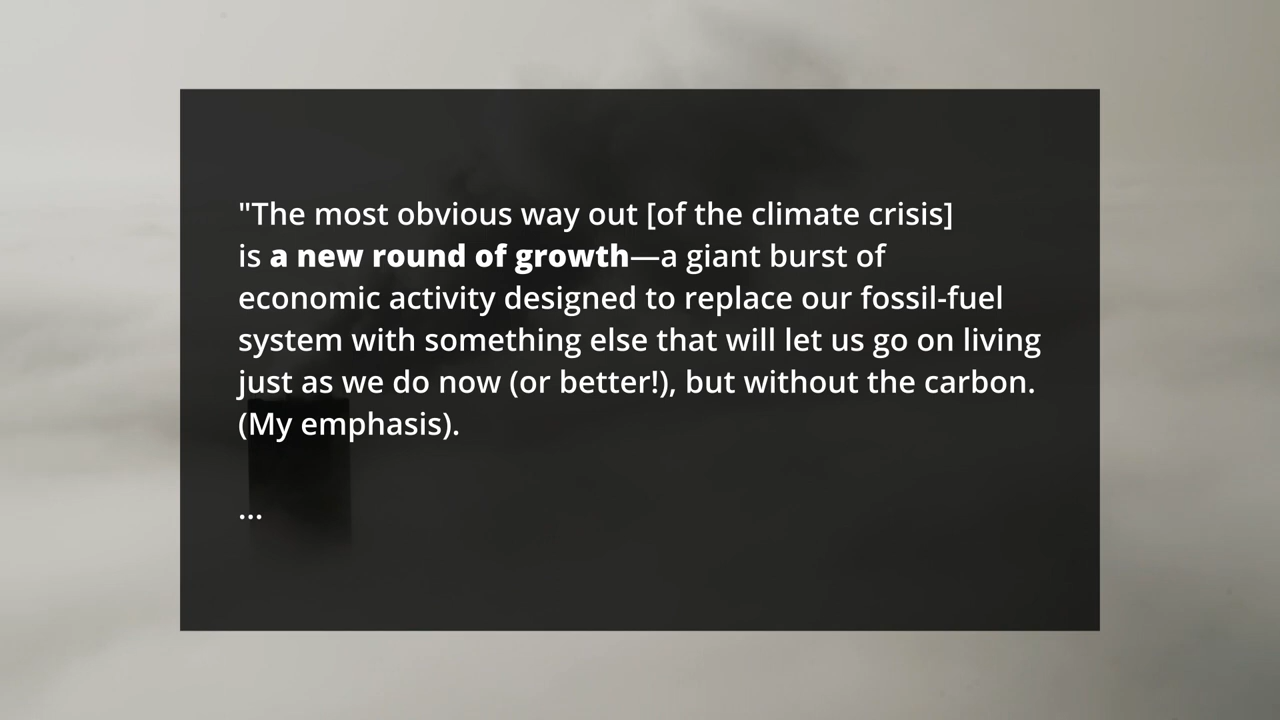 "The most obvious way out [of the climate crisis]
is a new round of growth—a giant burst of
economic activity designed to replace our fossil-fuel
system with something else that will let us go on living
just as we do now (or better!), but without the carbon.
(My emphasis).
...